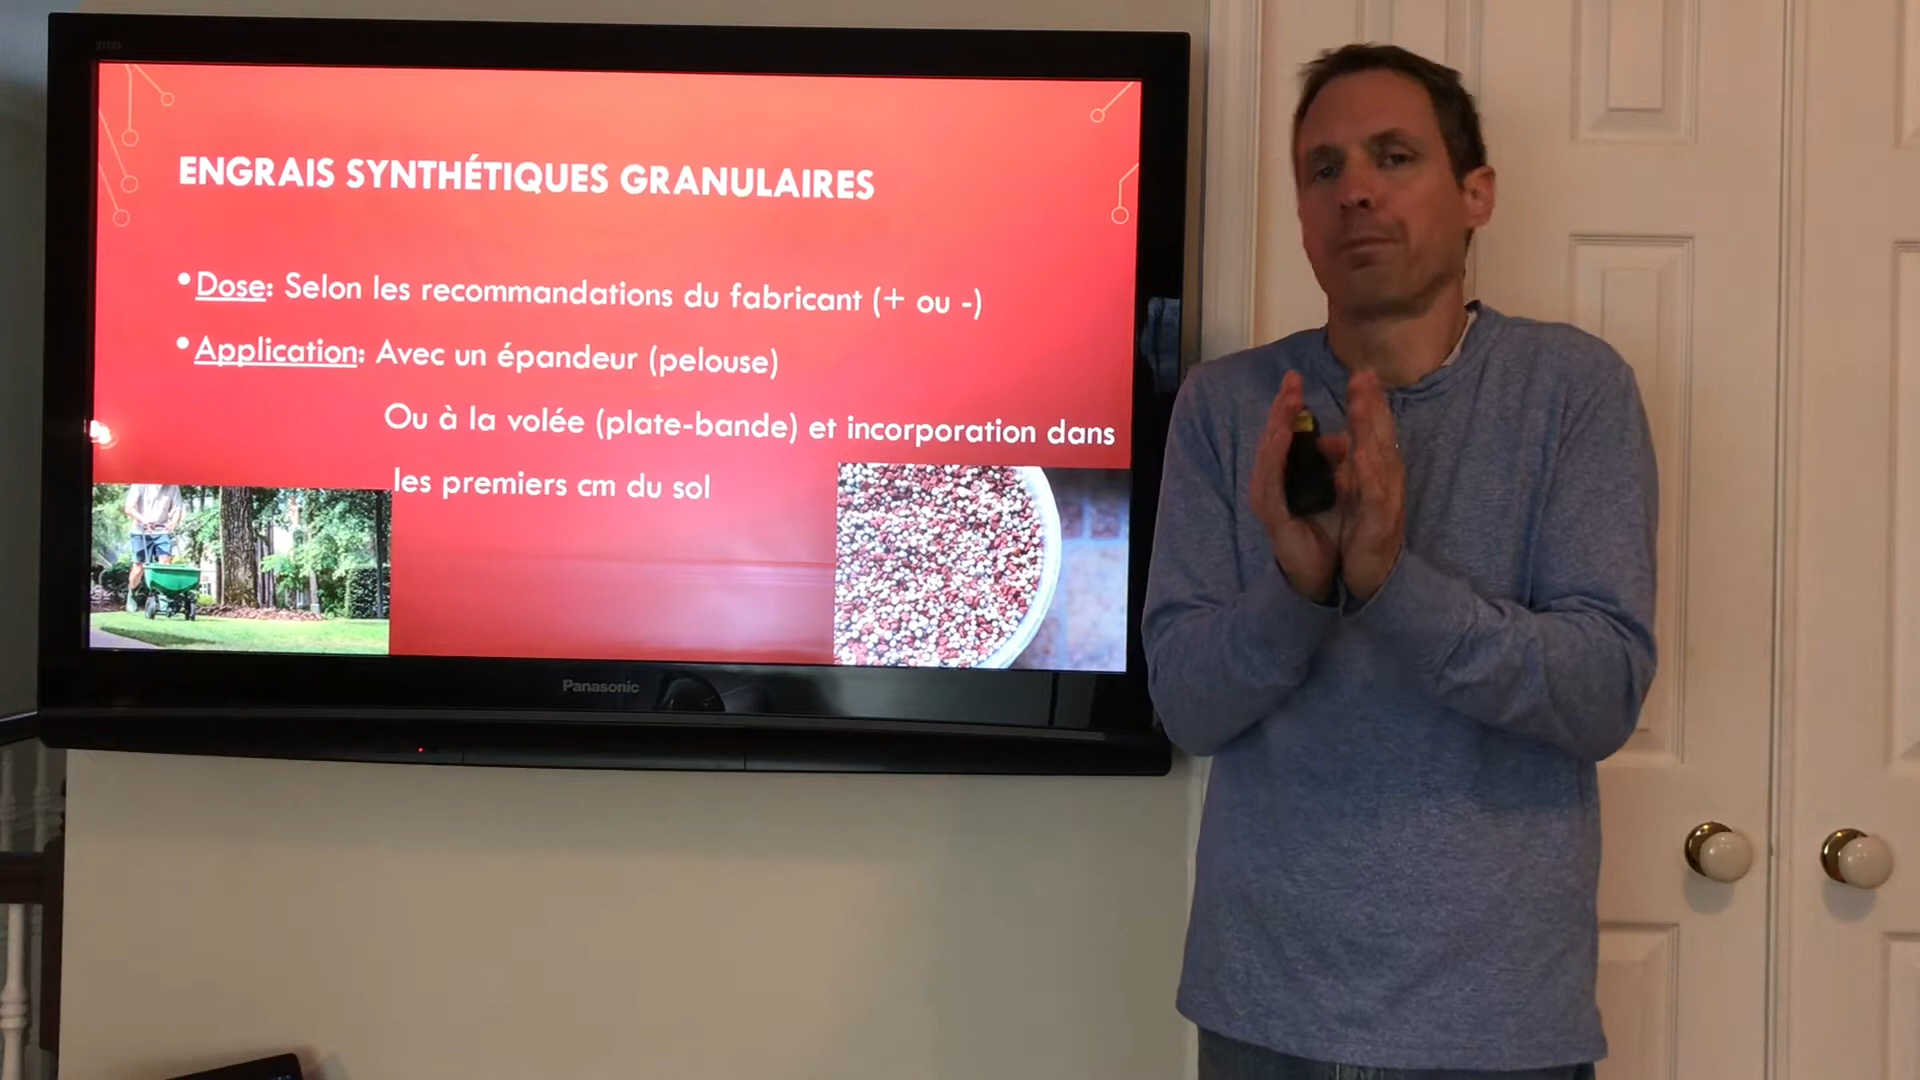 ENGRAIS SYNTHÉTIQUES GRANULAIRES
•Dose: Selon les recommandations du fabricant (+ ou -)
•Application: Avec un épandeur (pelouse)
Ou à la volée (plate-bande) et incorporation dans
les premiers cm du sol
Panasonic